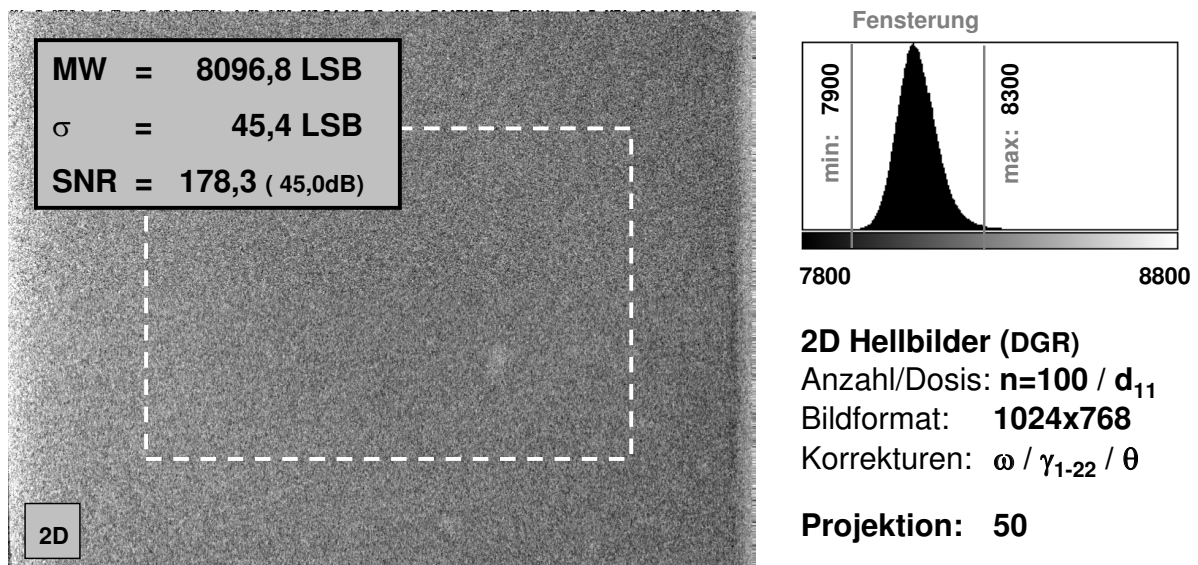 MW = 8096,8 LSB
σ = 45,4 LSB
SNR = 178,3 ( 45,0dB)
2D
Fensterung
min: 7900
max: 8300
7800 8800
2D Hellbilder (DGR)
Anzahl/Dosis: n=100 / d11
Bildformat: 1024x768
Korrekturen: ω / γ1-22 / θ
Projektion: 50